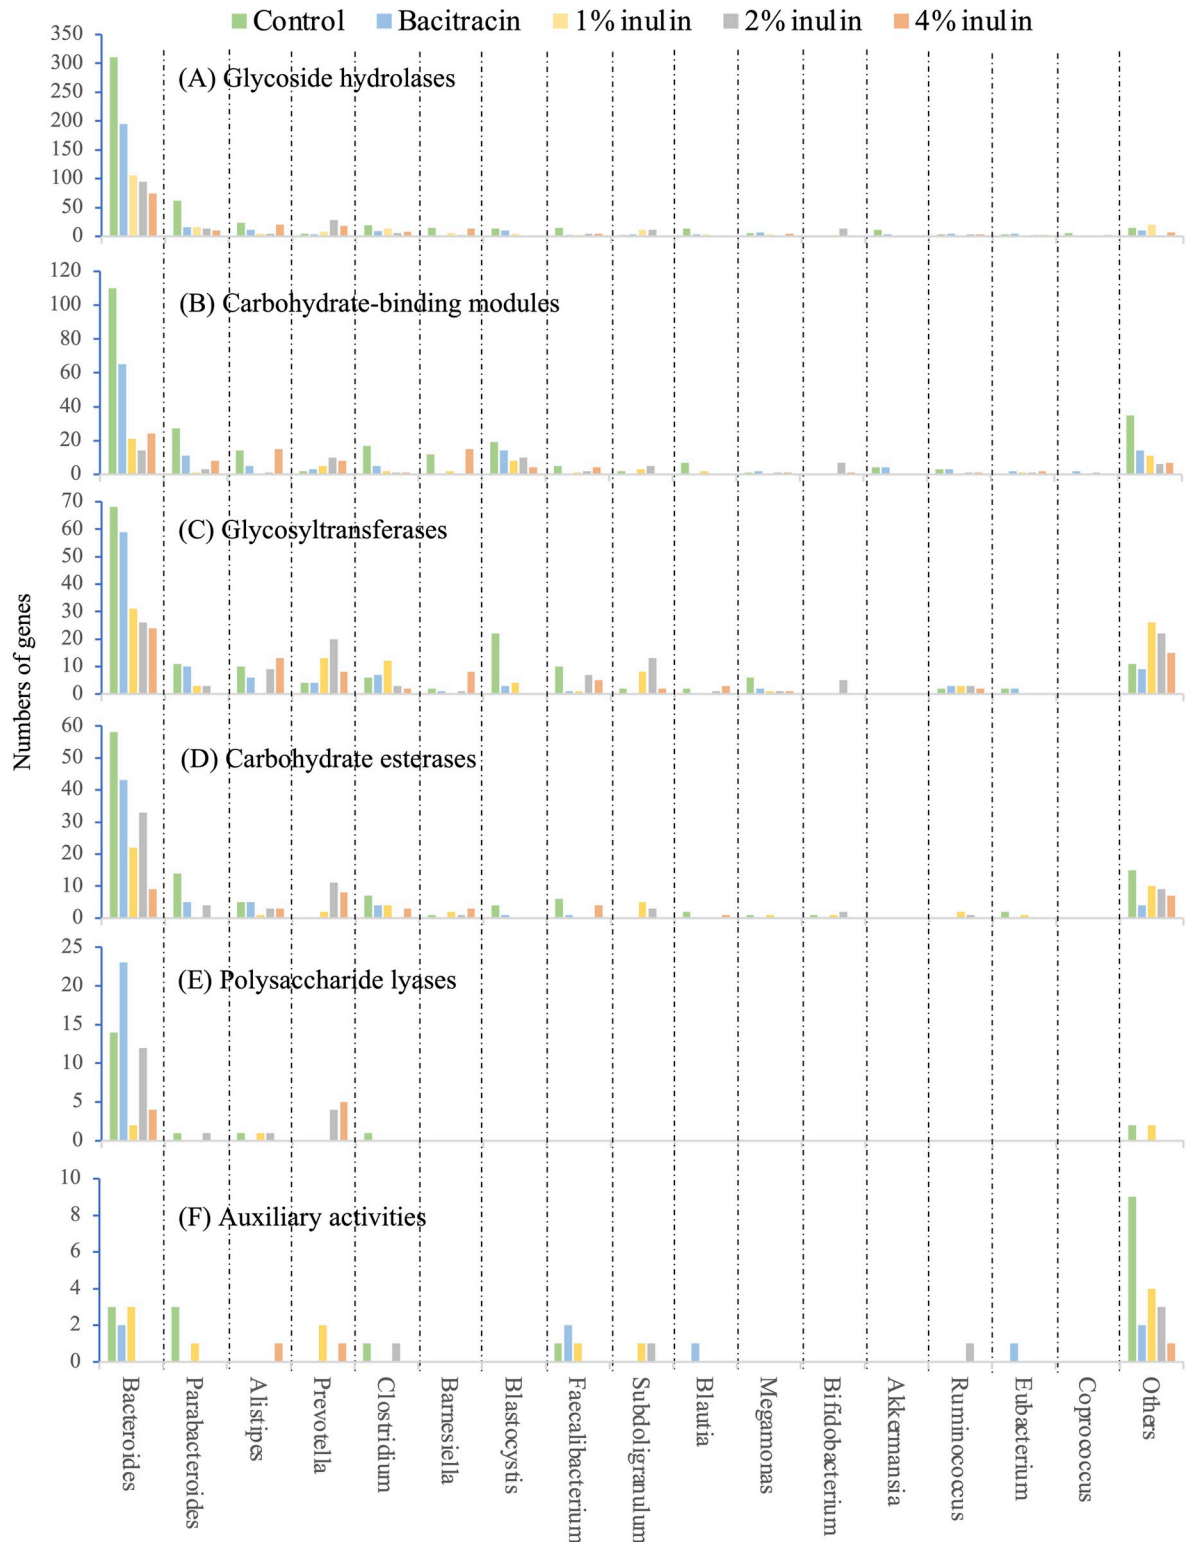 Control Bacitracin 1% inulin 2% inulin 4% inulin
350
300
250
200
150
100
50
0
(A) Glycoside hydrolases
120
100
80
60
40
20
0
(B) Carbohydrate-binding modules
70
60
50
40
30
20
10
0
(C) Glycosyltransferases
Numbers of genes
60
50
40
30
20
10
0
(D) Carbohydrate esterases
25
20
15
10
5
0
(E) Polysaccharide lyases
10
8
6
4
2
0
(F) Auxiliary activities
Bacteroides
Parabacteroides
Alistipes
Prevotella
Clostridium
Barnesiella
Blastocystis
Faecalibacterium
Subdoligranulum
Blautia
Megamonas
Bifidobacterium
Akkermansia
Ruminococcus
Eubacterium
Coprococcus
Others